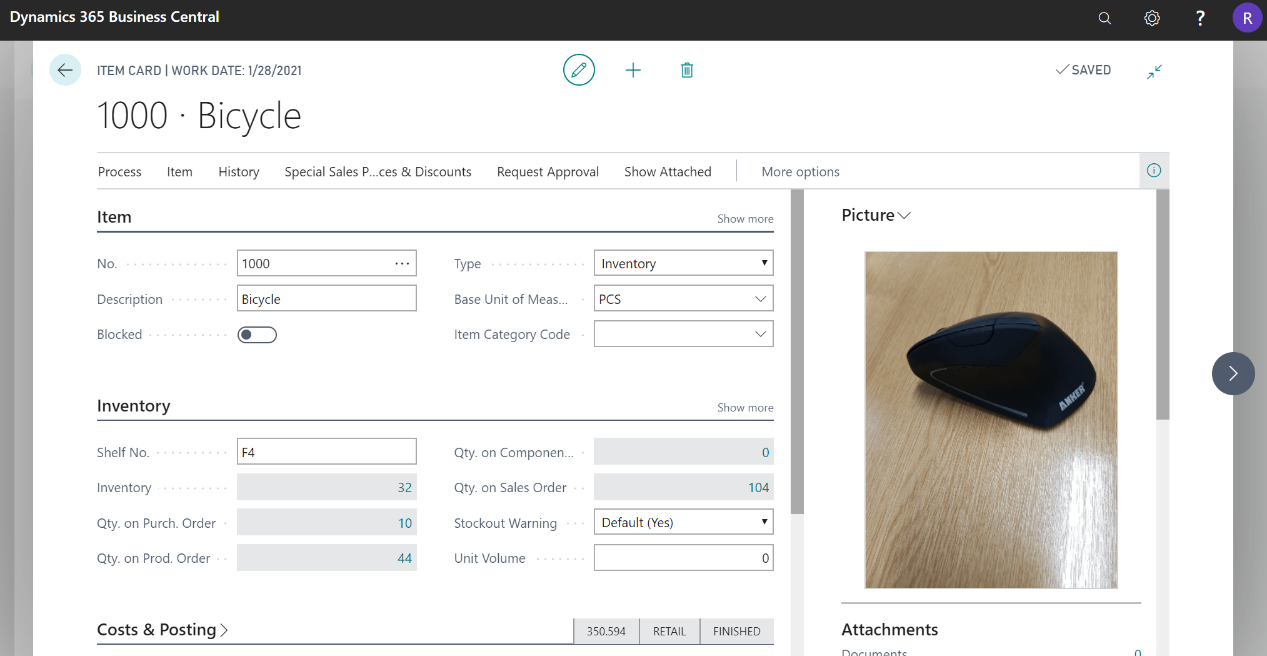 Dynamics 365 Business Central
? R
ITEM CARD | WORK DATE: 1/28/2021
SAVED
1000 · Bicycle
Process Item History Special Sales P...ces & Discounts Request Approval Show Attached More options
Item Show more
No. 1000 ...
Type Inventory
Description Bicycle
Base Unit of Meas... PCS
Blocked
Item Category Code
Inventory Show more
Shelf No. F4
Qty. on Componen... 0
Inventory 32
Qty. on Sales Order 104
Qty. on Purch. Order 10
Stockout Warning Default (Yes)
Qty. on Prod. Order 44
Unit Volume 0
Costs & Posting 350.594 RETAIL FINISHED
Picture
ANKER
Attachments
Documents 0